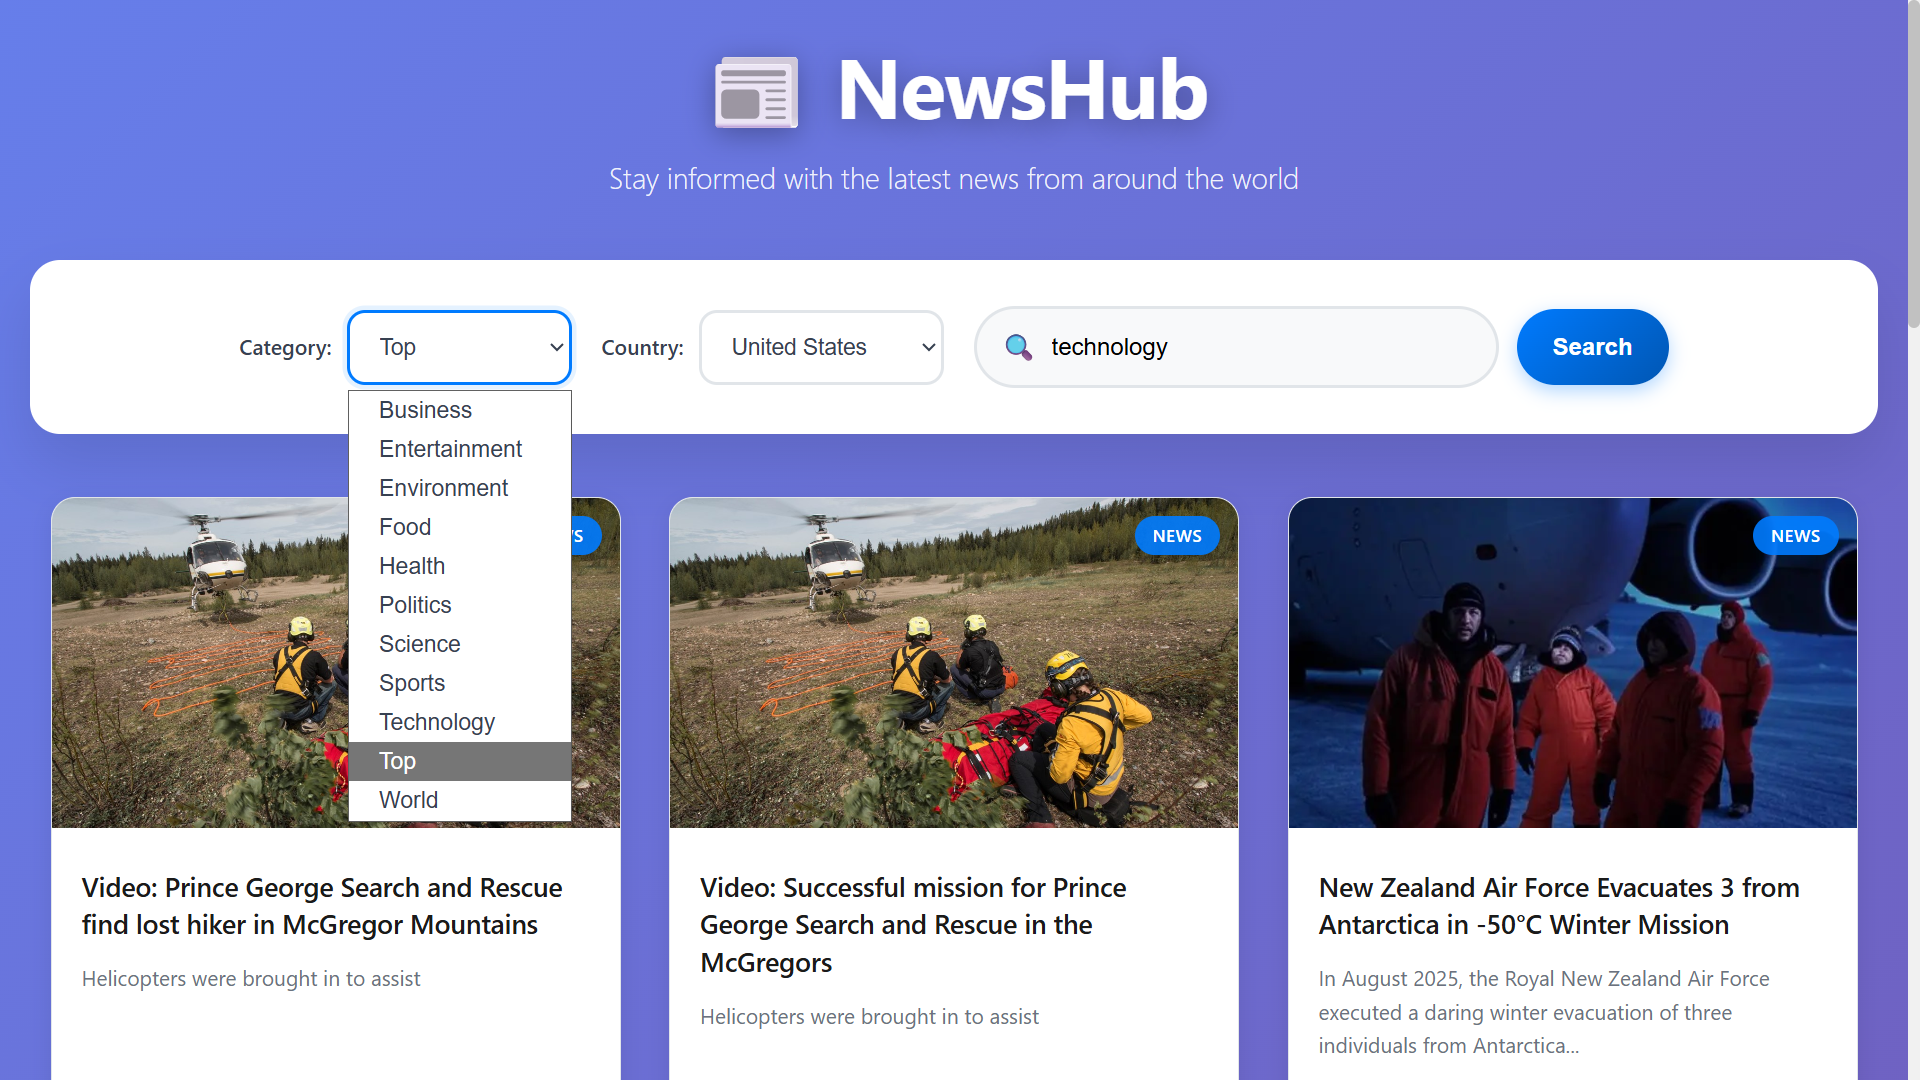 NewsHub
Stay informed with the latest news from around the world
Category:
Top
Country:
United States
technology
Search
Business
Entertainment
Environment
Food
Health
Politics
Science
Sports
Technology
Top
World
NEWS
NEWS
Video: Prince George Search and Rescue
find lost hiker in McGregor Mountains
Helicopters were brought in to assist
Video: Successful mission for Prince
George Search and Rescue in the
McGregors
Helicopters were brought in to assist
New Zealand Air Force Evacuates 3 from
Antarctica in -50°C Winter Mission
In August 2025, the Royal New Zealand Air Force
executed a daring winter evacuation of three
individuals from Antarctica...